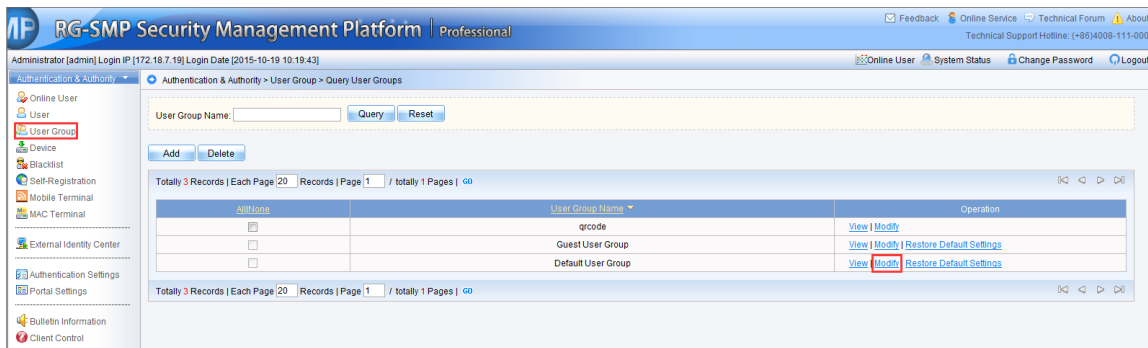 MP RG-SMP Security Management Platform | Professional
Feedback Online Service Technical Forum Abou
Technical Support Hotline: (+86)4008-111-000
Administrator [admin] Login IP [172.18.7.19] Login Date [2015-10-19 10:19:43]
Online User System Status Change Password Logout
Authentication & Authority
Authentication & Authority > User Group > Query User Groups
Online User
User
User Group
Device
Blacklist
Self-Registration
Mobile Terminal
MAC Terminal
External Identity Center
Authentication Settings
Portal Settings
Bulletin Information
Client Control
User Group Name: Query Reset
Add Delete
Totally 3 Records | Each Page 20 Records | Page 1 / totally 1 Pages | GO
All|None User Group Name Operation
qrcode View | Modify
Guest User Group View | Modify | Restore Default Settings
Default User Group View | Modify | Restore Default Settings
Totally 3 Records | Each Page 20 Records | Page 1 / totally 1 Pages | GO